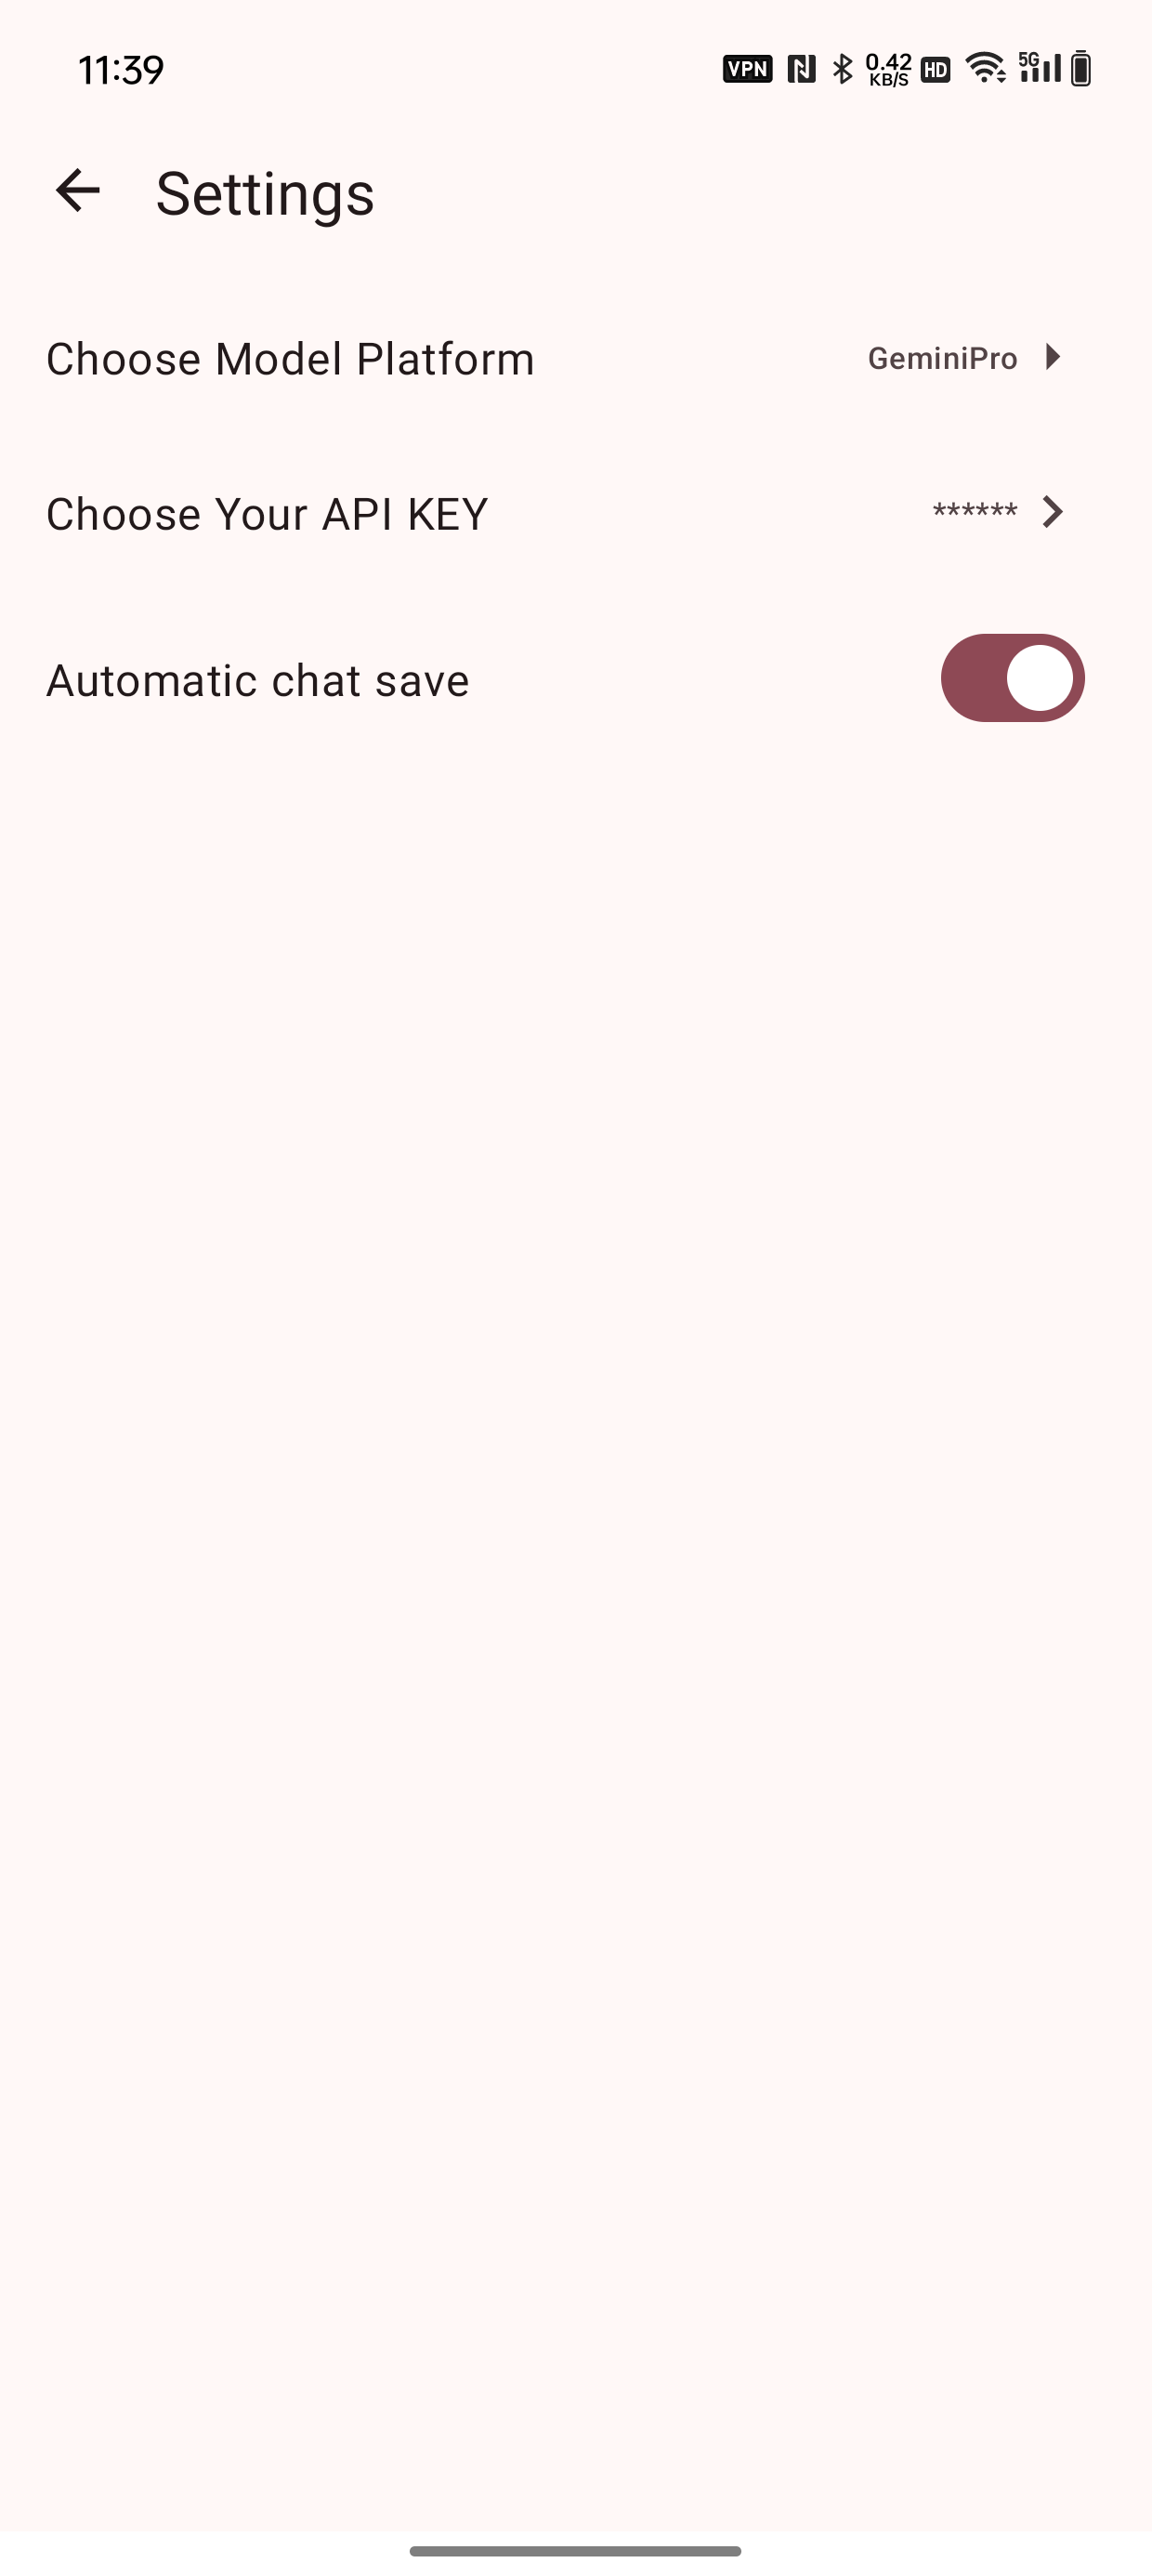 11:39 VPN 0.42 KB/S HD 5G
Settings
Choose Model Platform GeminiPro
Choose Your API KEY ******
Automatic chat save